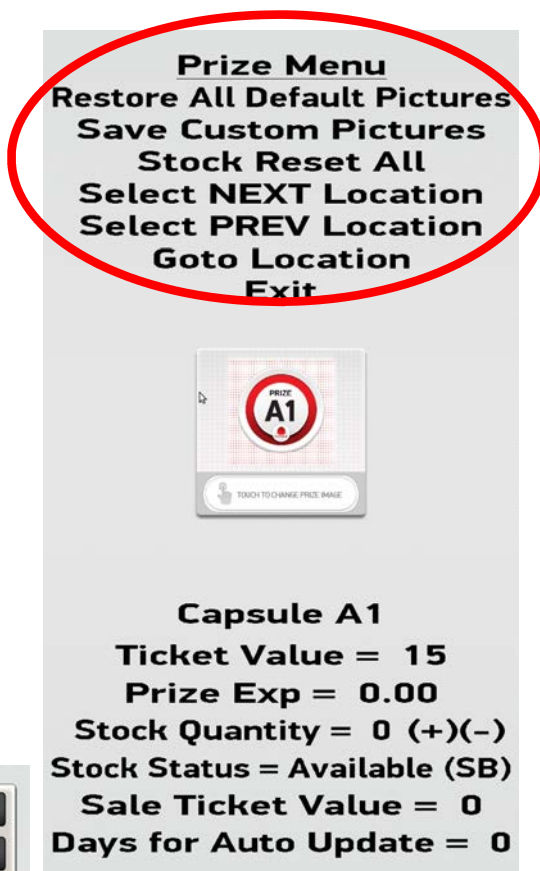 Prize Menu
Restore All Default Pictures
Save Custom Pictures
Stock Reset All
Select NEXT Location
Select PREV Location
Goto Location
Exit
PRIZE
A1
TOUCH TO CHANGE PRIZE IMAGE
Capsule A1
Ticket Value = 15
Prize Exp = 0.00
Stock Quantity = 0 (+)(-)
Stock Status = Available (SB)
Sale Ticket Value = 0
Days for Auto Update = 0